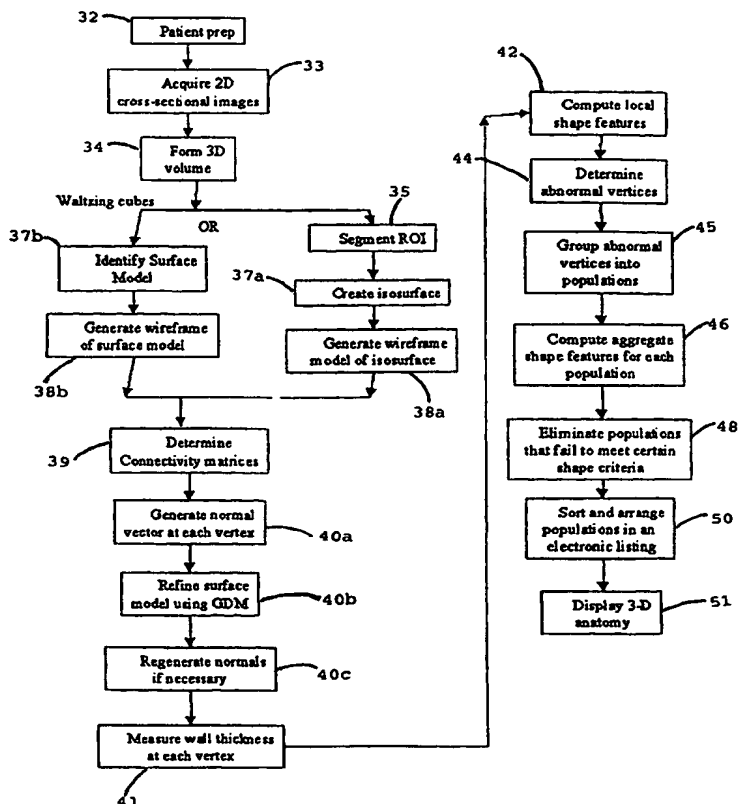 32
Patient prep
33
Acquire 2D
cross-sectional images
34
Form 3D
volume
Waltzing cubes
OR
35
Segment ROI
37b
Identify Surface
Model
37a
Create isosurface
Generate wireframe
of surface model
38b
Generate wireframe
model of isosurface
38a
39
Determine
Connectivity matrices
Generate normal
vector at each vertex
40a
Refine surface
model using GDM
40b
Regenerate normals
if necessary
40c
Measure wall thickness
at each vertex
41
42
Compute local
shape features
44
Determine
abnormal vertices
45
Group abnormal
vertices into
populations
46
Compute aggregate
shape features for each
population
Eliminate populations
that fail to meet certain
shape criteria
48
Sort and arrange
populations in an
electronic listing
50
Display 3-D
anatomy
51